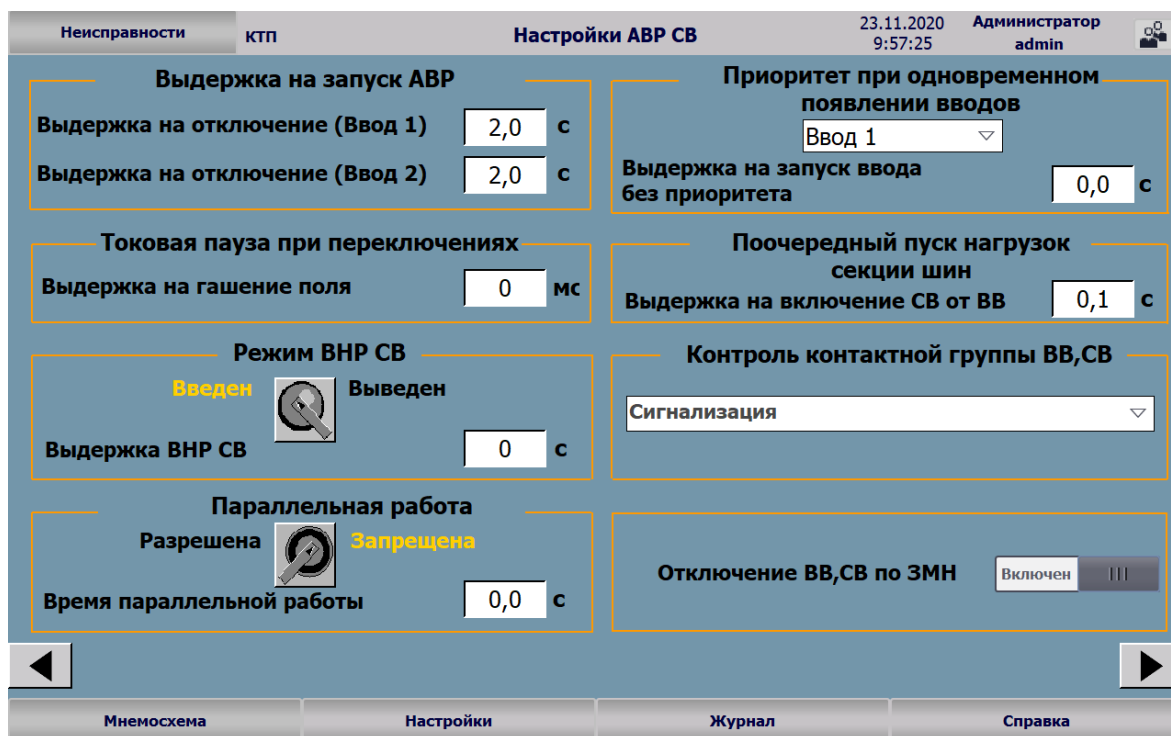 Неисправности
КТП
Настройки АВР СВ
23.11.2020
9:57:25
Администратор
admin
Выдержка на запуск АВР
Выдержка на отключение (Ввод 1) 2,0 с
Выдержка на отключение (Ввод 2) 2,0 с
Приоритет при одновременном
появлении вводов
Ввод 1
Выдержка на запуск ввода
без приоритета 0,0 с
Токовая пауза при переключениях
Выдержка на гашение поля 0 мс
Поочередный пуск нагрузок
секции шин
Выдержка на включение СВ от ВВ 0,1 с
Режим ВНР СВ
Введен Выведен
Выдержка ВНР СВ 0 с
Контроль контактной группы ВВ,СВ
Сигнализация
Параллельная работа
Разрешена Запрещена
Время параллельной работы 0,0 с
Отключение ВВ,СВ по ЗМН Включен
Мнемосхема
Настройки
Журнал
Справка